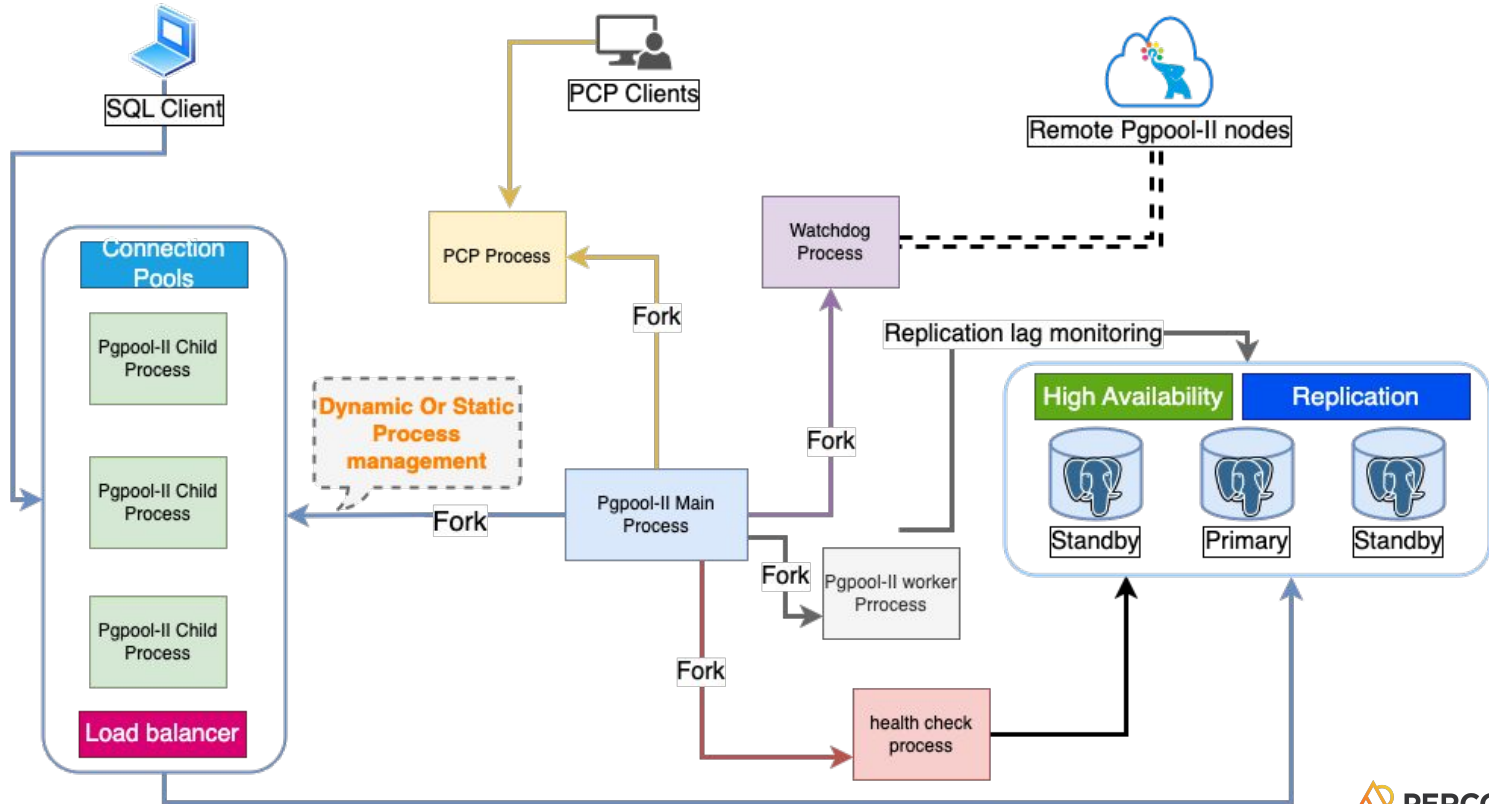 SQL Client
PCP Clients
Remote Pgpool-II nodes
Connection
Pools
Pgpool-II Child
Process
Pgpool-II Child
Process
Pgpool-II Child
Process
Load balancer
PCP Process
Watchdog
Process
Fork
Replication lag monitoring
Dynamic Or Static
Process
management
Fork
Fork
Pgpool-II Main
Process
High Availability
Replication
Standby
Primary
Standby
Fork
Pgpool-II worker
Prrocess
Fork
health check
process